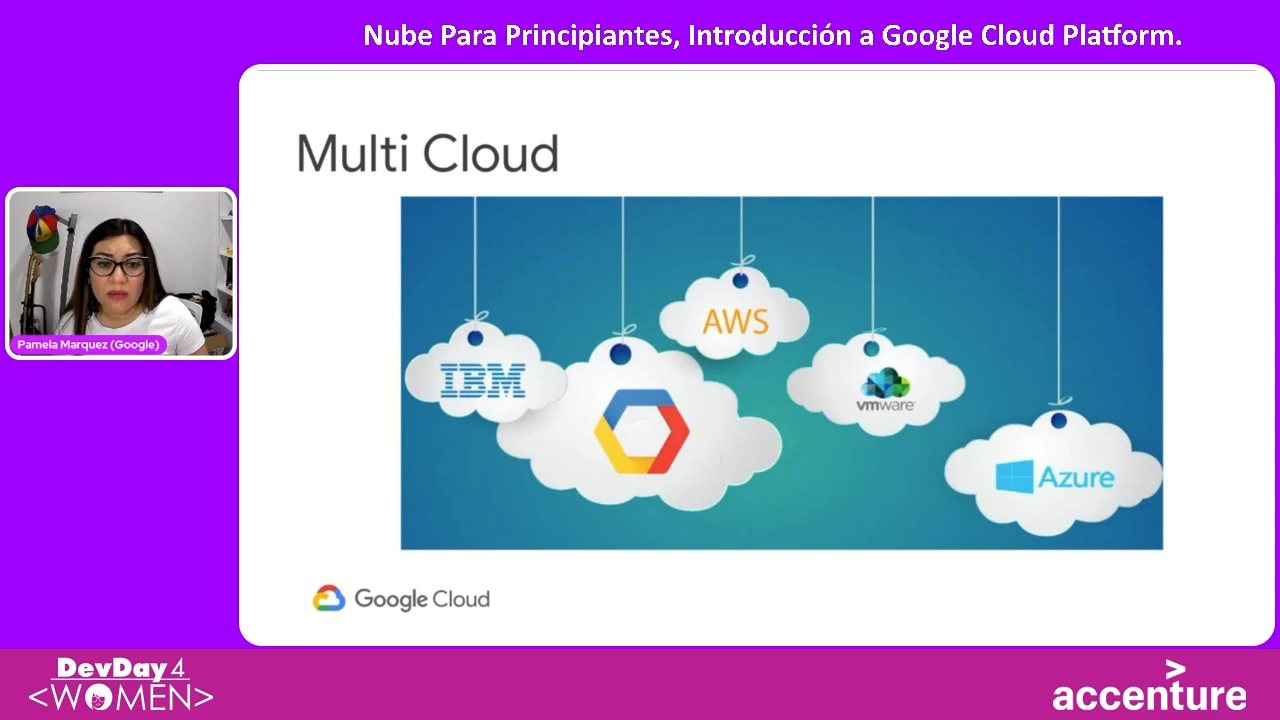 Nube Para Principiantes, Introducción a Google Cloud Platform.
Multi Cloud
AWS
IBM
vmware
Azure
Pamela Marquez (Google)
Google Cloud
DevDay4
<WOMEN>
>
accenture